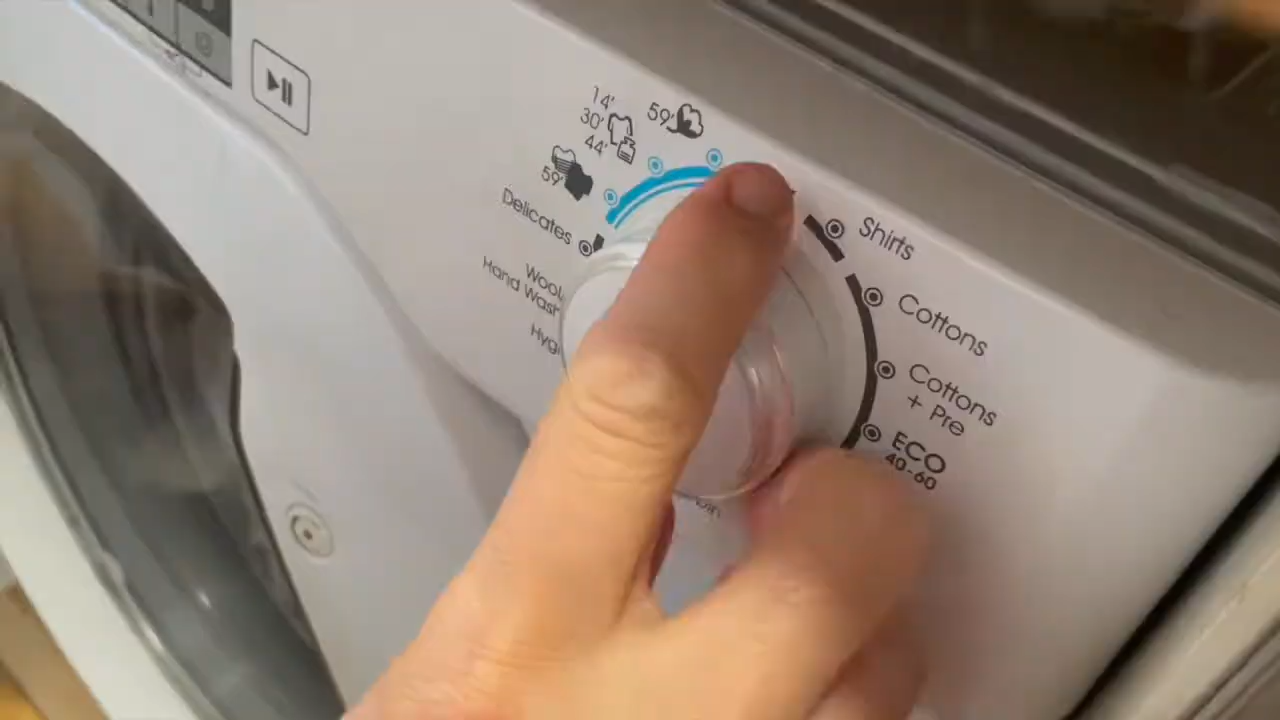 14'
30'
44'
59'
59'
Delicates
Wool
Hand Wash
Shirts
Cottons
Cottons
+ Pre
ECO
40-60